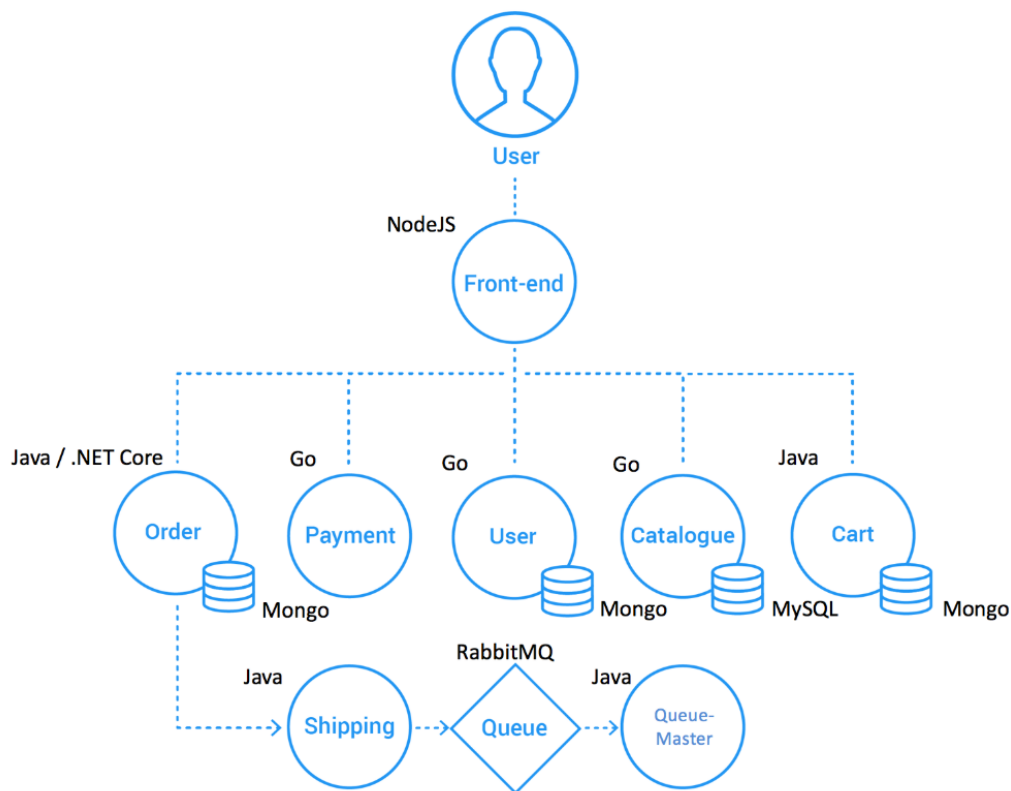 User
NodeJS
Front-end
Java / .NET Core
Go
Go
Go
Java
Order
Payment
User
Catalogue
Cart
Mongo
Mongo
MySQL
Mongo
Java
RabbitMQ
Java
Shipping
Queue
Queue-
Master